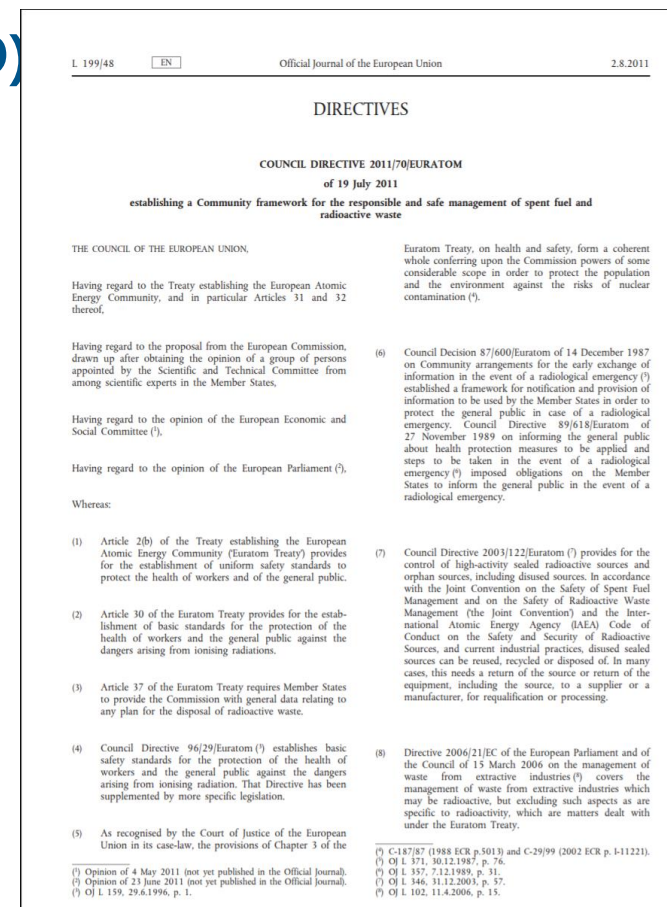 )
L 199/48 EN Official Journal of the European Union 2.8.2011
DIRECTIVES
COUNCIL DIRECTIVE 2011/70/EURATOM
of 19 July 2011
establishing a Community framework for the responsible and safe management of spent fuel and
radioactive waste
THE COUNCIL OF THE EUROPEAN UNION,
Having regard to the Treaty establishing the European Atomic
Energy Community, and in particular Articles 31 and 32
thereof,
Having regard to the proposal from the European Commission,
drawn up after obtaining the opinion of a group of persons
appointed by the Scientific and Technical Committee from
among scientific experts in the Member States,
Having regard to the opinion of the European Economic and
Social Committee (¹),
Having regard to the opinion of the European Parliament (²),
Whereas:
(1) Article 2(b) of the Treaty establishing the European
Atomic Energy Community ('Euratom Treaty') provides
for the establishment of uniform safety standards to
protect the health of workers and of the general public.
(2) Article 30 of the Euratom Treaty provides for the estab-
lishment of basic standards for the protection of the
health of workers and the general public against the
dangers arising from ionising radiations.
(3) Article 37 of the Euratom Treaty requires Member States
to provide the Commission with general data relating to
any plan for the disposal of radioactive waste.
(4) Council Directive 96/29/Euratom (³) establishes basic
safety standards for the protection of the health of
workers and the general public against the dangers
arising from ionising radiation. That Directive has been
supplemented by more specific legislation.
(5) As recognised by the Court of Justice of the European
Union in its case-law, the provisions of Chapter 3 of the
(¹) Opinion of 4 May 2011 (not yet published in the Official Journal).
(²) Opinion of 23 June 2011 (not yet published in the Official Journal).
(³) OJ L 159, 29.6.1996, p. 1.
Euratom Treaty, on health and safety, form a coherent
whole conferring upon the Commission powers of some
considerable scope in order to protect the population
and the environment against the risks of nuclear
contamination (⁴).
(6) Council Decision 87/600/Euratom of 14 December 1987
on Community arrangements for the early exchange of
information in the event of a radiological emergency (⁵)
established a framework for notification and provision of
information to be used by the Member States in order to
protect the general public in case of a radiological
emergency. Council Directive 89/618/Euratom of
27 November 1989 on informing the general public
about health protection measures to be applied and
steps to be taken in the event of a radiological
emergency (⁶) imposed obligations on the Member
States to inform the general public in the event of a
radiological emergency.
(7) Council Directive 2003/122/Euratom (⁷) provides for the
control of high-activity sealed radioactive sources and
orphan sources, including disused sources. In accordance
with the Joint Convention on the Safety of Spent Fuel
Management and on the Safety of Radioactive Waste
Management ('the Joint Convention') and the Inter-
national Atomic Energy Agency (IAEA) Code of
Conduct on the Safety and Security of Radioactive
Sources, and current industrial practices, disused sealed
sources can be reused, recycled or disposed of. In many
cases, this needs a return of the source or return of the
equipment, including the source, to a supplier or a
manufacturer, for requalification or processing.
(8) Directive 2006/21/EC of the European Parliament and of
the Council of 15 March 2006 on the management of
waste from extractive industries (⁸) covers the
management of waste from extractive industries which
may be radioactive, but excluding such aspects as are
specific to radioactivity, which are matters dealt with
under the Euratom Treaty.
(⁴) C-187/87 (1988 ECR p.5013) and C-29/99 (2002 ECR p. I-11221).
(⁵) OJ L 371, 30.12.1987, p. 76.
(⁶) OJ L 357, 7.12.1989, p. 31.
(⁷) OJ L 346, 31.12.2003, p. 57.
(⁸) OJ L 102, 11.4.2006, p. 15.